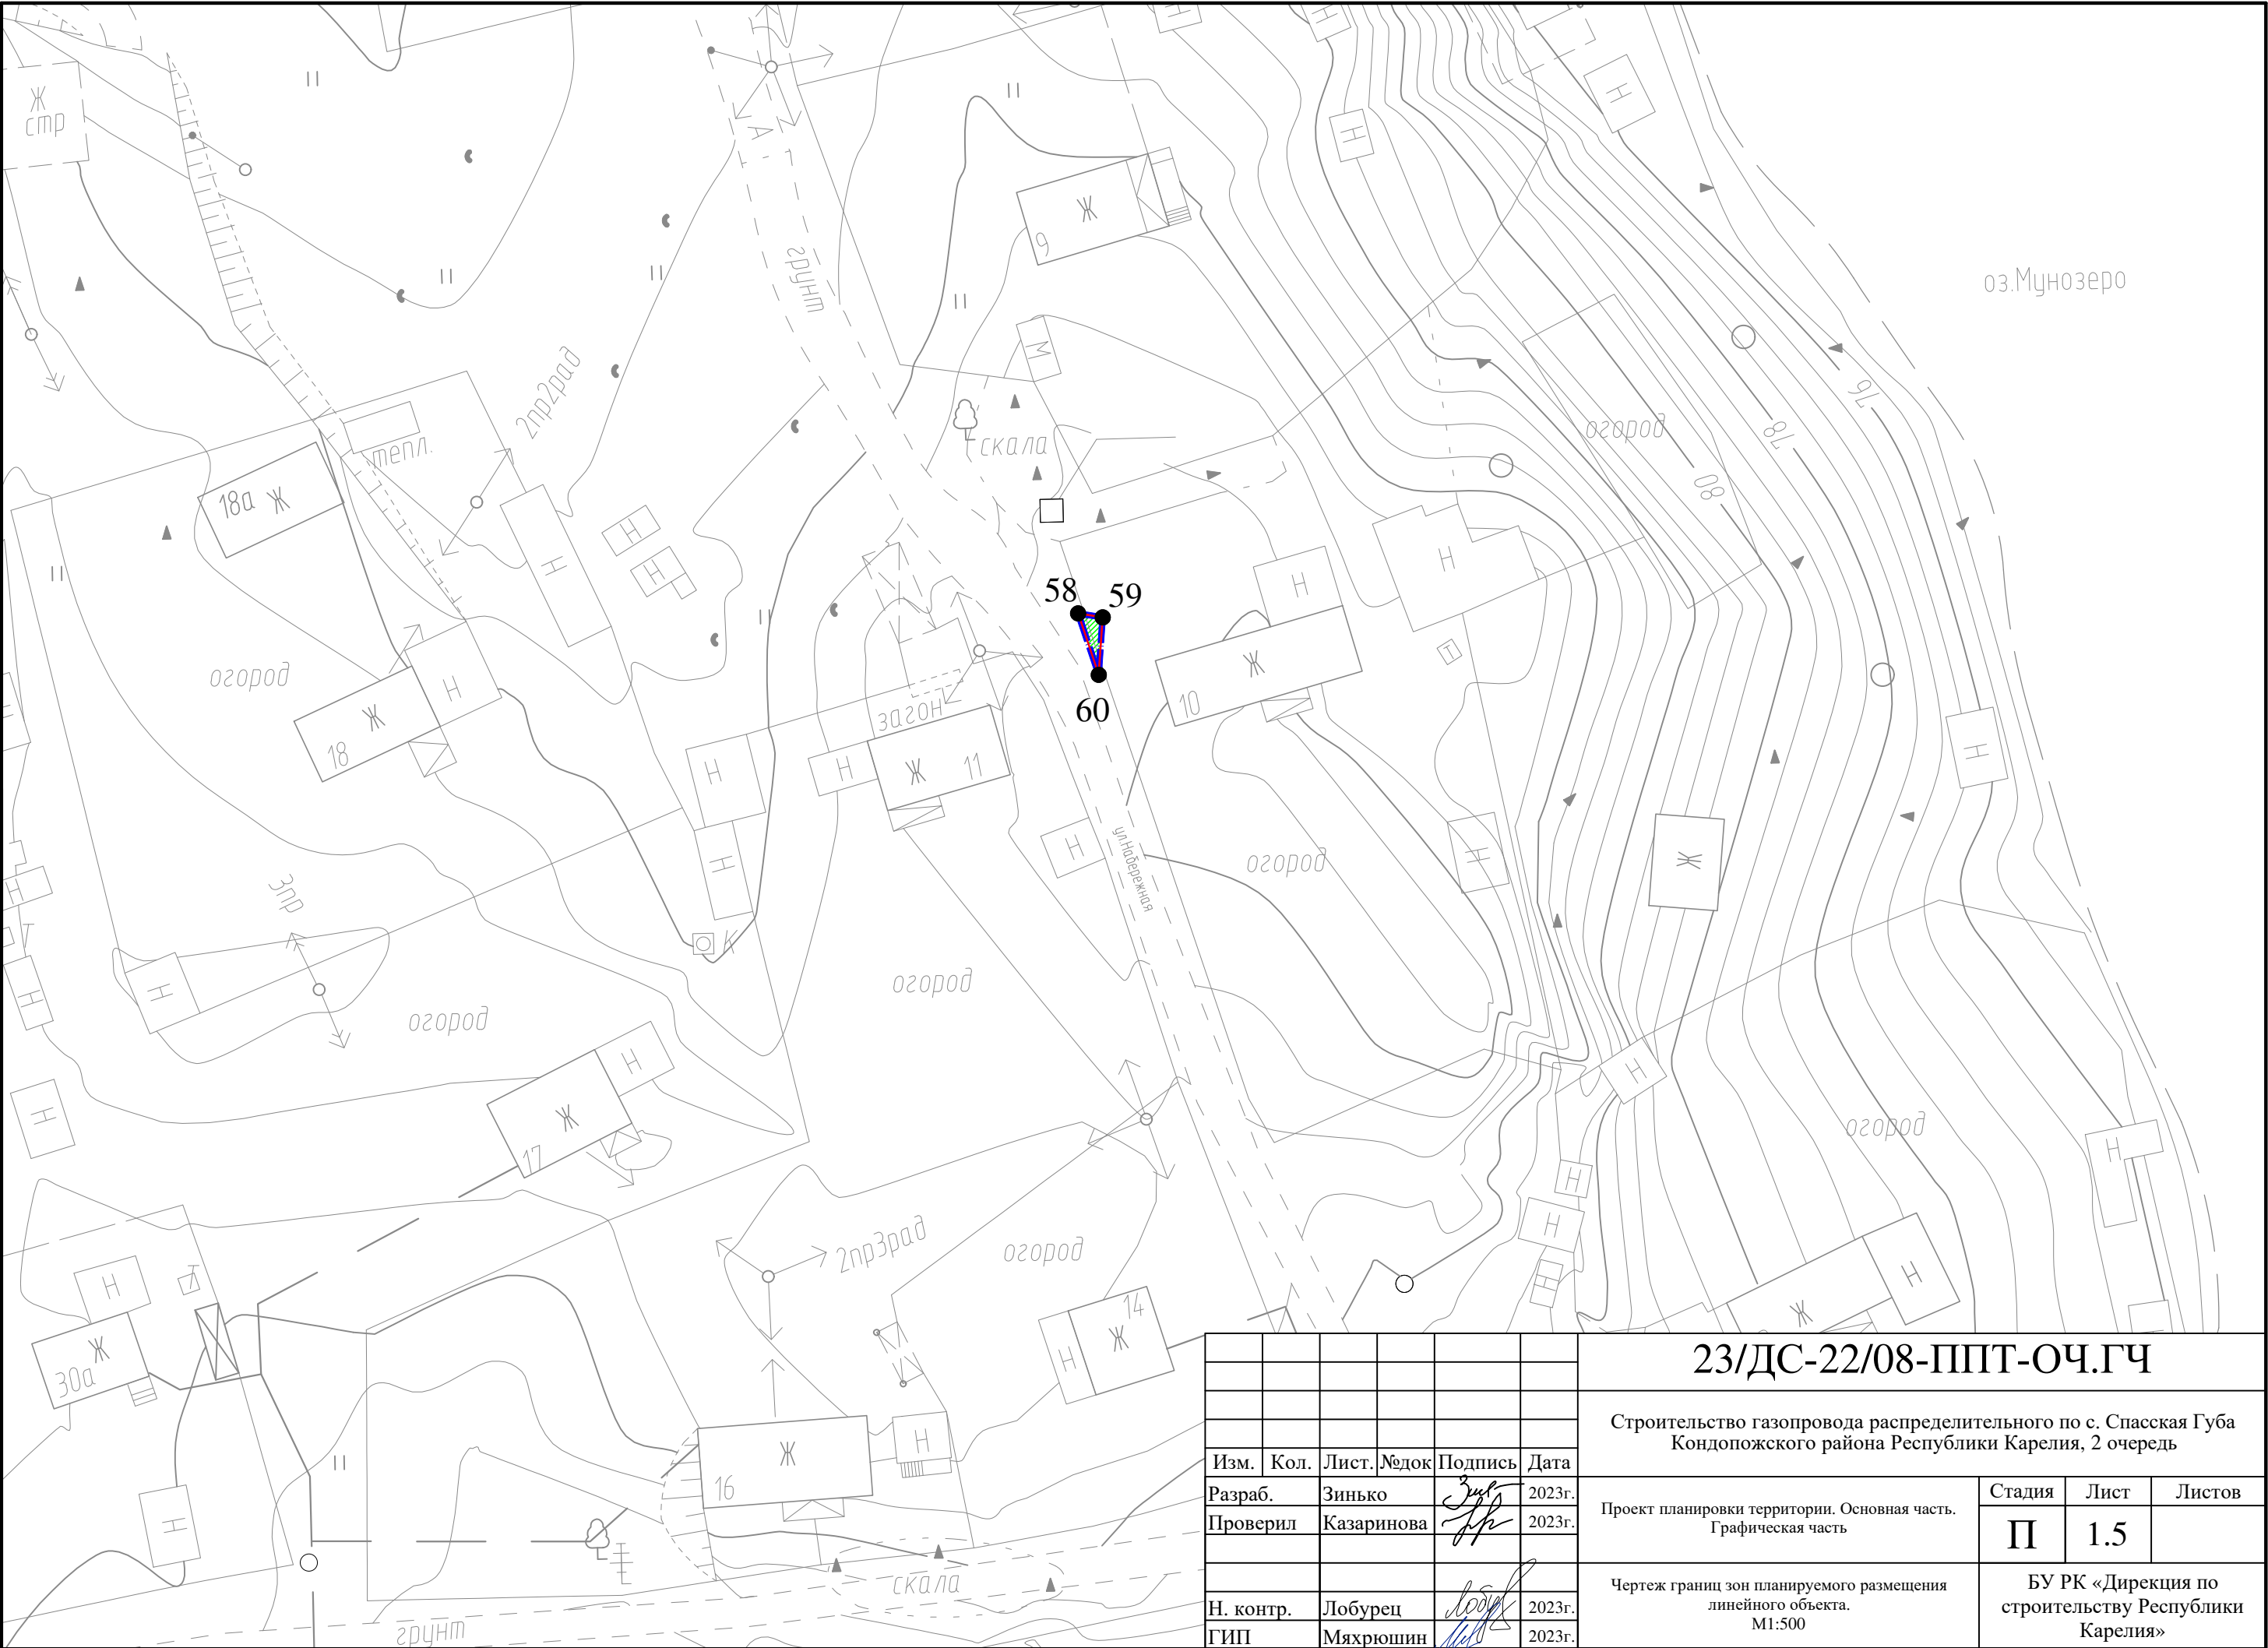 Ж
стр
А
грунт
Ж
9
М
Н
Н
Н
Н
оз.Мунозеро
76
78
80
огород
2пр2рад
тепл.
скала
18а Ж
Н
Н
Н
Н
Н
58
59
60
Т
огород
Н
Ж
18
загон
Ж
10
Н
Н
Ж 11
Н
Н
Н
ул.Набережная
огород
Н
Ж
Н
3пр
Н
Т
К
Н
Н
огород
огород
Н
Н
Ж
17
Н
огород
Н
Н
Н
Н
2пр3рад
огород
Н
Т
Ж
30а
14
Ж
Н
Ж
Н
Ж
16
Н
Н
скала
грунт
23/ДС-22/08-ППТ-ОЧ.ГЧ
Строительство газопровода распределительного по с. Спасская Губа
Кондопожского района Республики Карелия, 2 очередь
Изм. Кол. Лист. №док Подпись Дата
Разраб. Зинько 2023г.
Проверил Казаринова 2023г.
Н. контр. Лобурец 2023г.
ГИП Мяхрюшин 2023г.
Проект планировки территории. Основная часть.
Графическая часть
Стадия Лист Листов
П 1.5
Чертеж границ зон планируемого размещения
линейного объекта.
М1:500
БУ РК «Дирекция по
строительству Республики
Карелия»